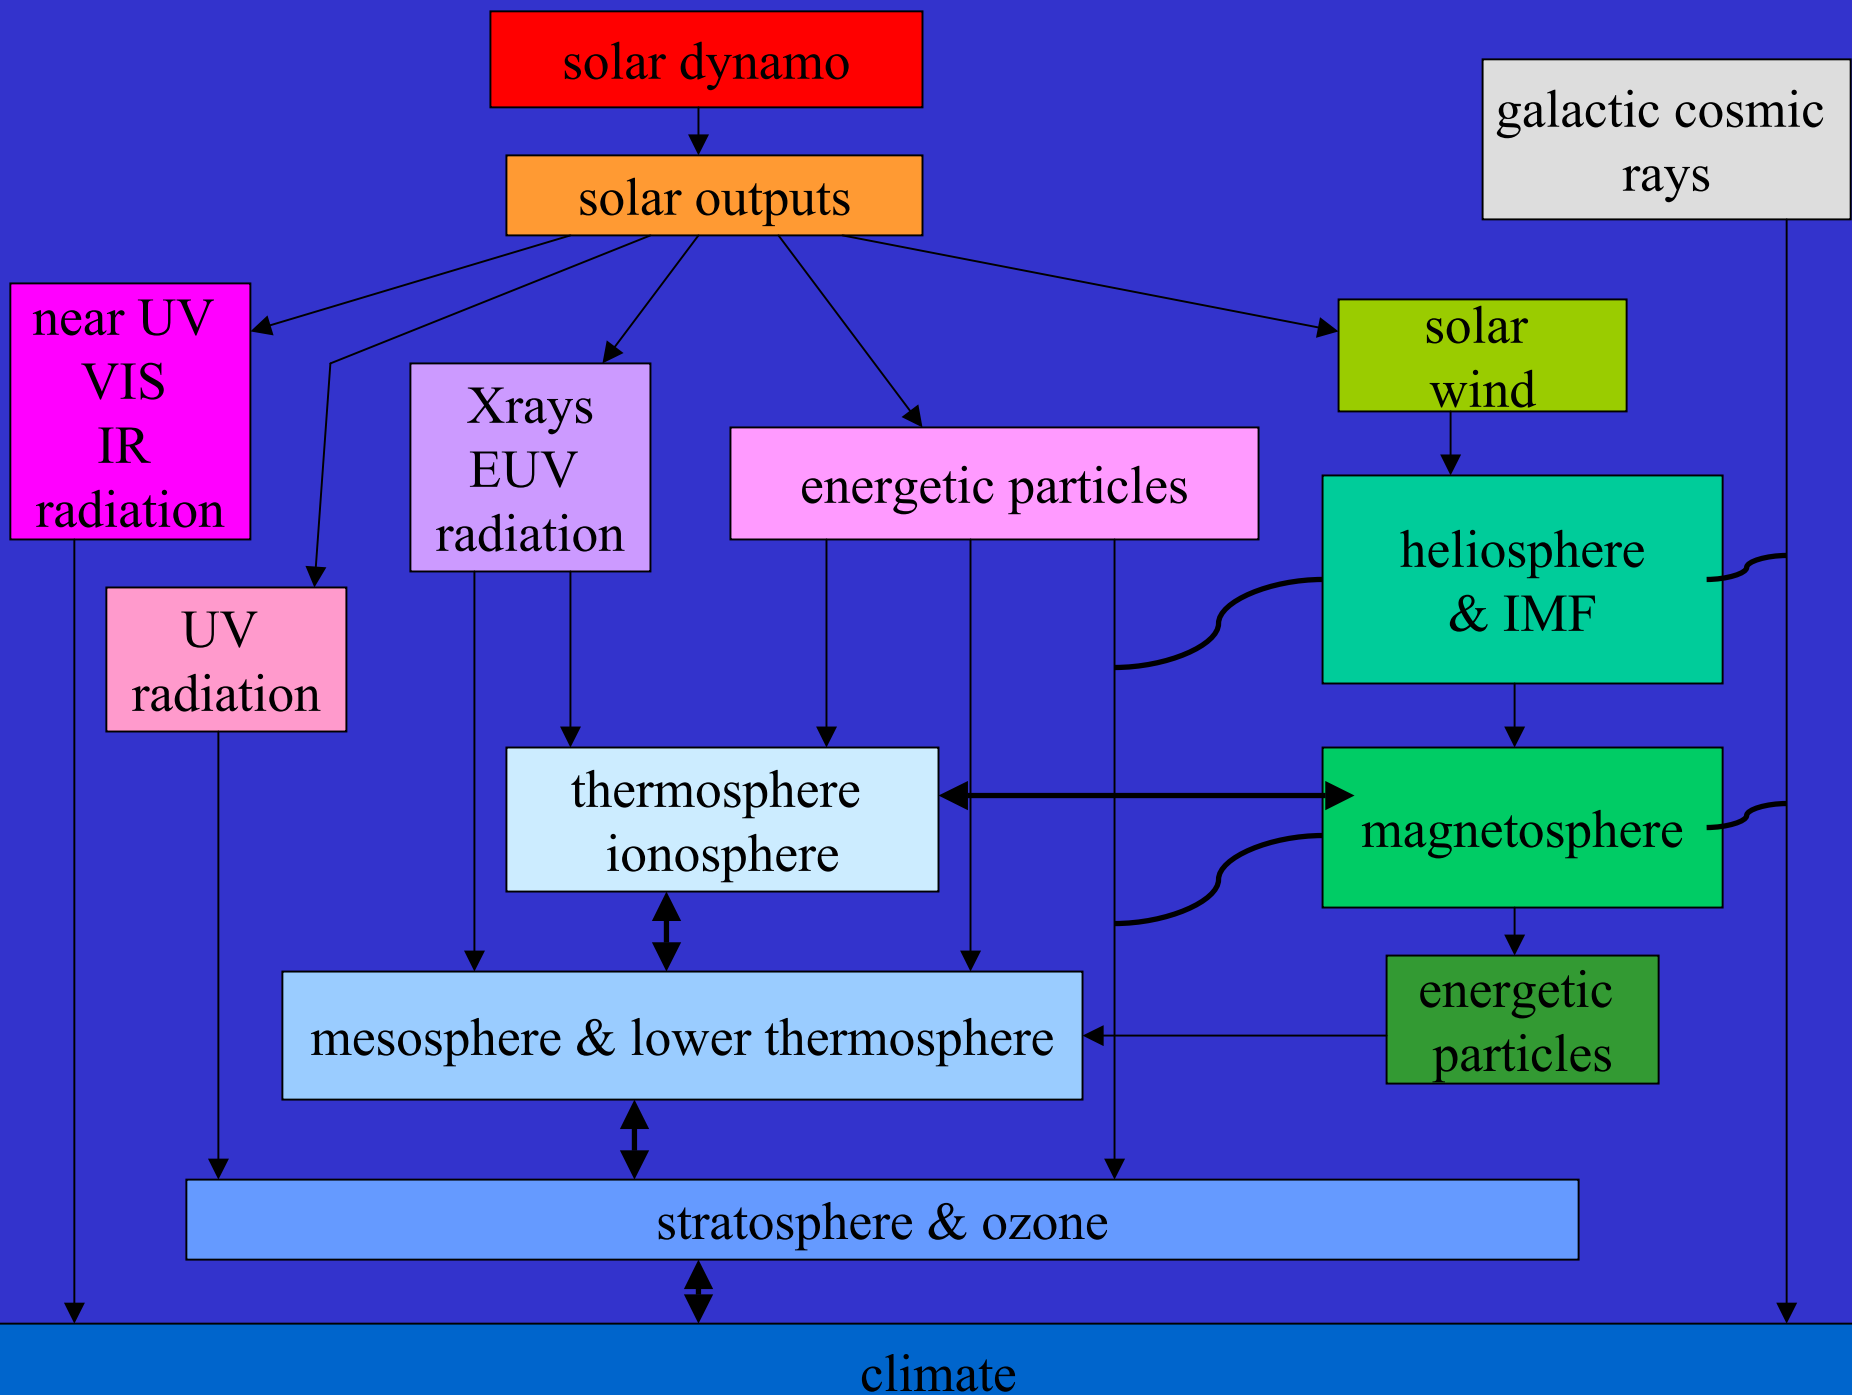 solar dynamo
galactic cosmic
rays
solar outputs
near UV
VIS
IR
radiation
solar
wind
Xrays
EUV
radiation
energetic particles
heliosphere
& IMF
UV
radiation
thermosphere
ionosphere
magnetosphere
energetic
particles
mesosphere & lower thermosphere
stratosphere & ozone
climate